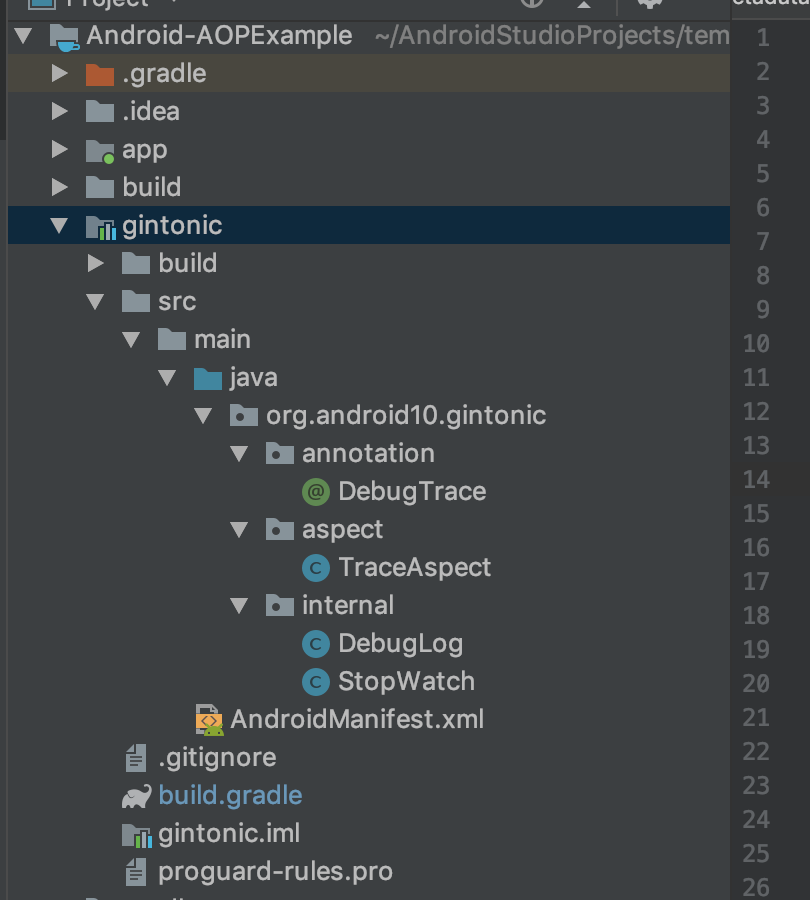 Project
Android-AOPExample ~/AndroidStudioProjects/tem
.gradle
.idea
app
build
gintonic
build
src
main
java
org.android10.gintonic
annotation
@ DebugTrace
aspect
C TraceAspect
internal
C DebugLog
C StopWatch
<> AndroidManifest.xml
.gitignore
build.gradle
gintonic.iml
proguard-rules.pro
1
2
3
4
5
6
7
8
9
10
11
12
13
14
15
16
17
18
19
20
21
22
23
24
25
26